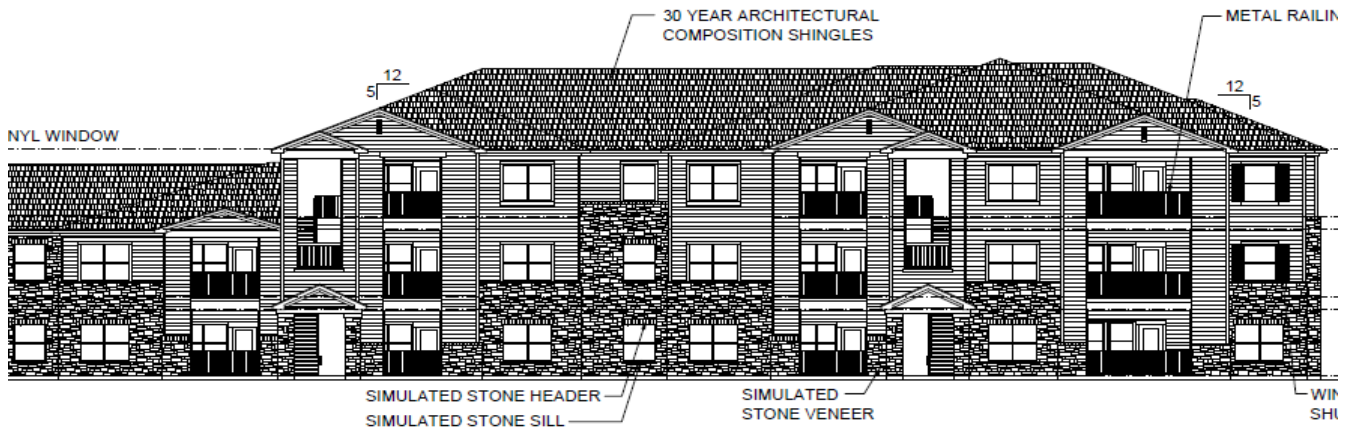 30 YEAR ARCHITECTURAL
COMPOSITION SHINGLES
METAL RAILIN
12
5
12
5
NYL WINDOW
SIMULATED STONE HEADER
SIMULATED STONE SILL
SIMULATED
STONE VENEER
WIN
SHU